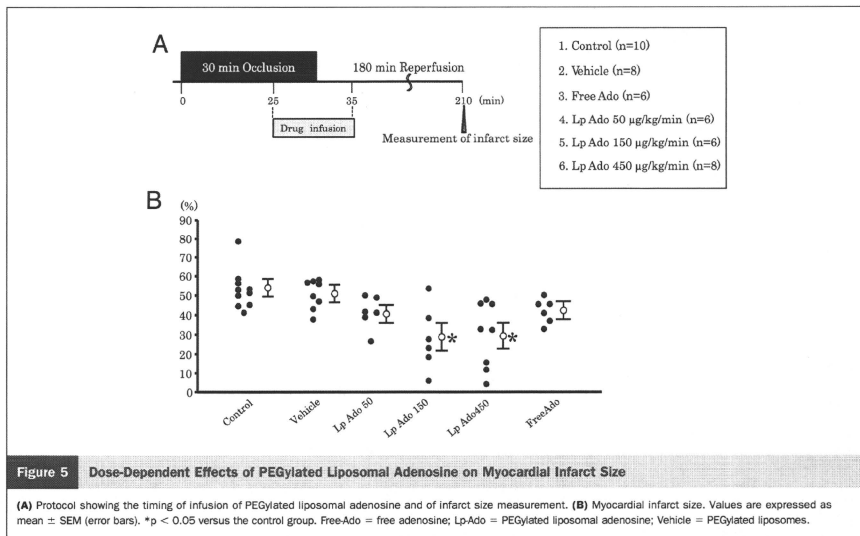 A
30 min Occlusion
180 min Reperfusion
0 25 35 210 (min)
Drug infusion
Measurement of infarct size
1. Control (n=10)
2. Vehicle (n=8)
3. Free Ado (n=6)
4. Lp Ado 50 µg/kg/min (n=6)
5. Lp Ado 150 µg/kg/min (n=6)
6. Lp Ado 450 µg/kg/min (n=8)
B
(%)
90
80
70
60
50
40
30
20
10
0
*
*
Control Vehicle Lp Ado 50 Lp Ado 150 Lp Ado450 FreeAdo
Figure 5 Dose-Dependent Effects of PEGylated Liposomal Adenosine on Myocardial Infarct Size
(A) Protocol showing the timing of infusion of PEGylated liposomal adenosine and of infarct size measurement. (B) Myocardial infarct size. Values are expressed as
mean ± SEM (error bars). *p < 0.05 versus the control group. Free-Ado = free adenosine; Lp-Ado = PEGylated liposomal adenosine; Vehicle = PEGylated liposomes.